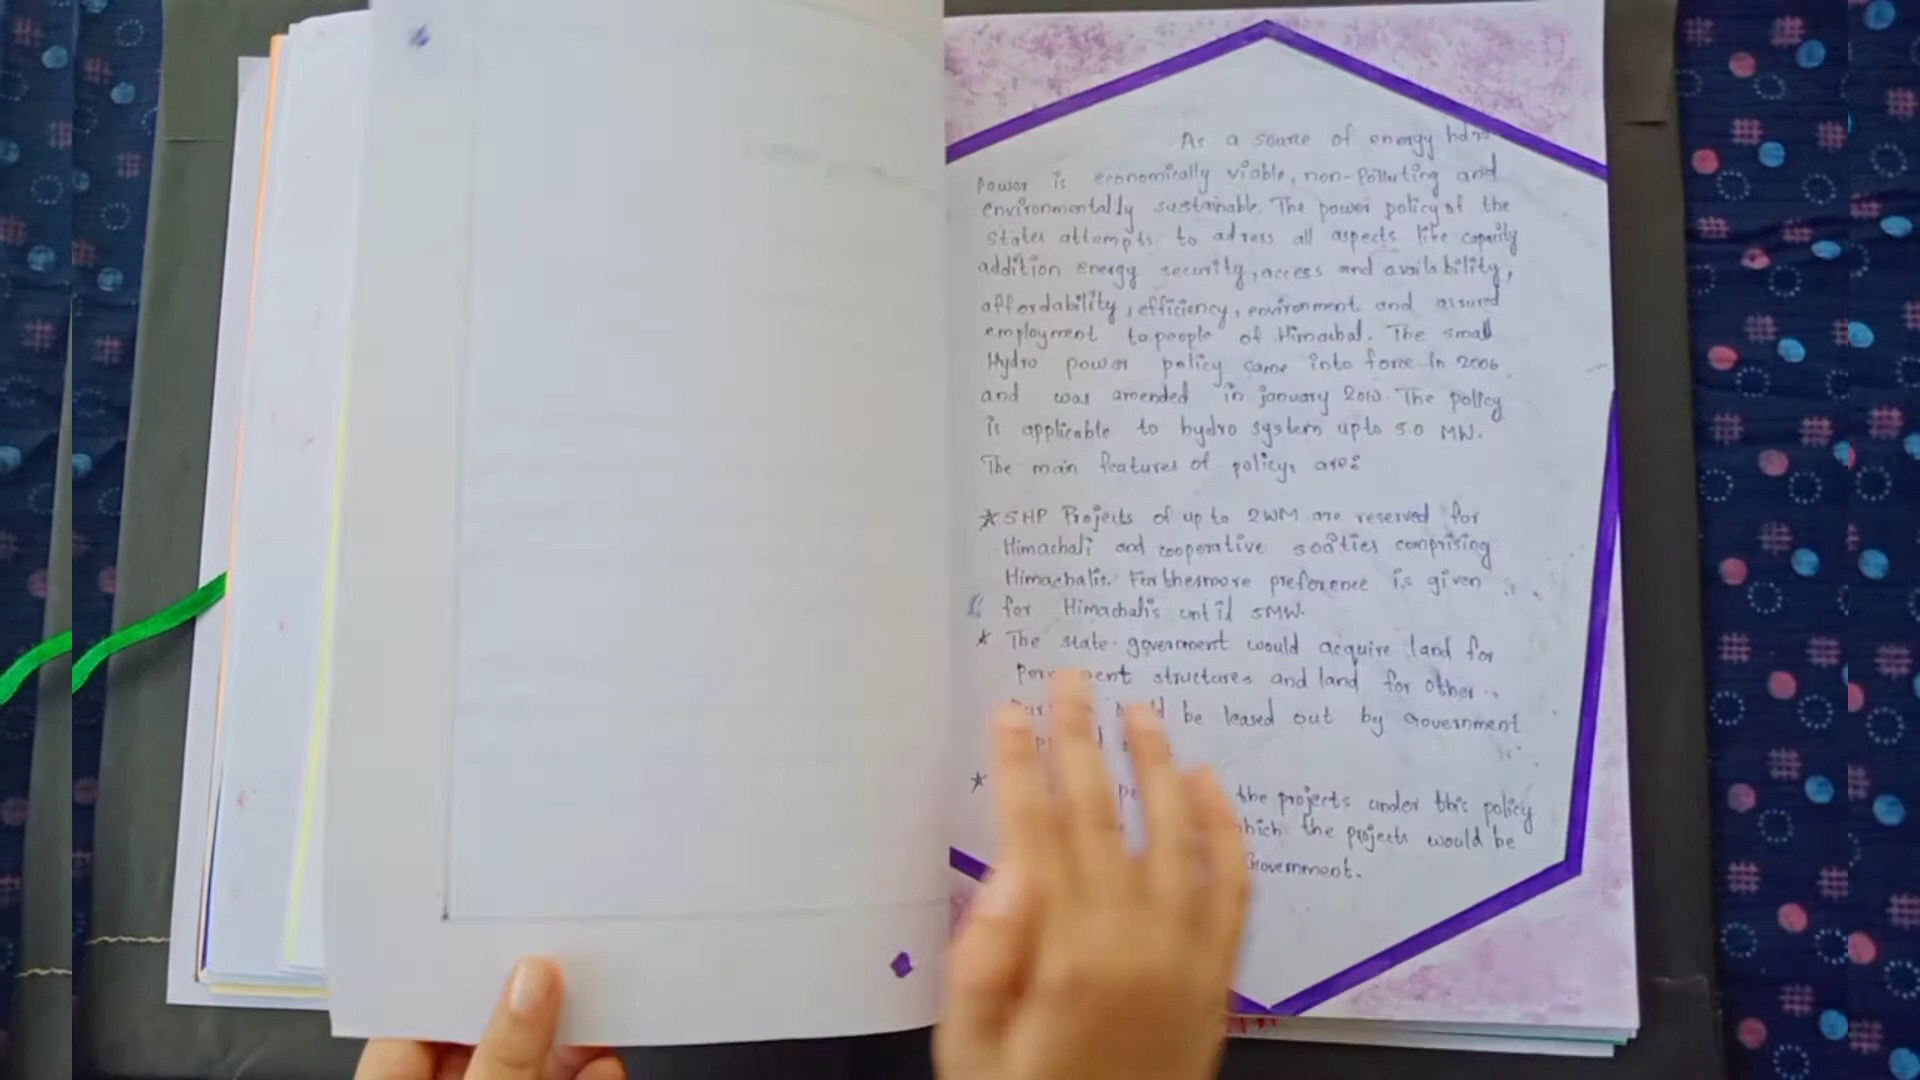 As a source of energy hdro
Power is economically viable, non-Polluting and
environmentally sustainable. The power policy of the
States attempts to adress all aspects like capacity
addition energy security, access and availability,
affordability, efficiency, environment and assured
employment to people of Himachal. The small
Hydro power policy came into force in 2006
and was amended in january 2010. The policy
is applicable to hydro system upto 5.0 MW.
The main features of policy, are:
★ SHP Projects of up to 2WM are reserved for
Himachali and cooperative socities comprising
Himachalis. Furthermore preference is given
for Himachalis until 5MW.
★ The state government would acquire land for
structures and land for other
be leased out by Government
★ the projects under this policy
which the projects would be
Government.